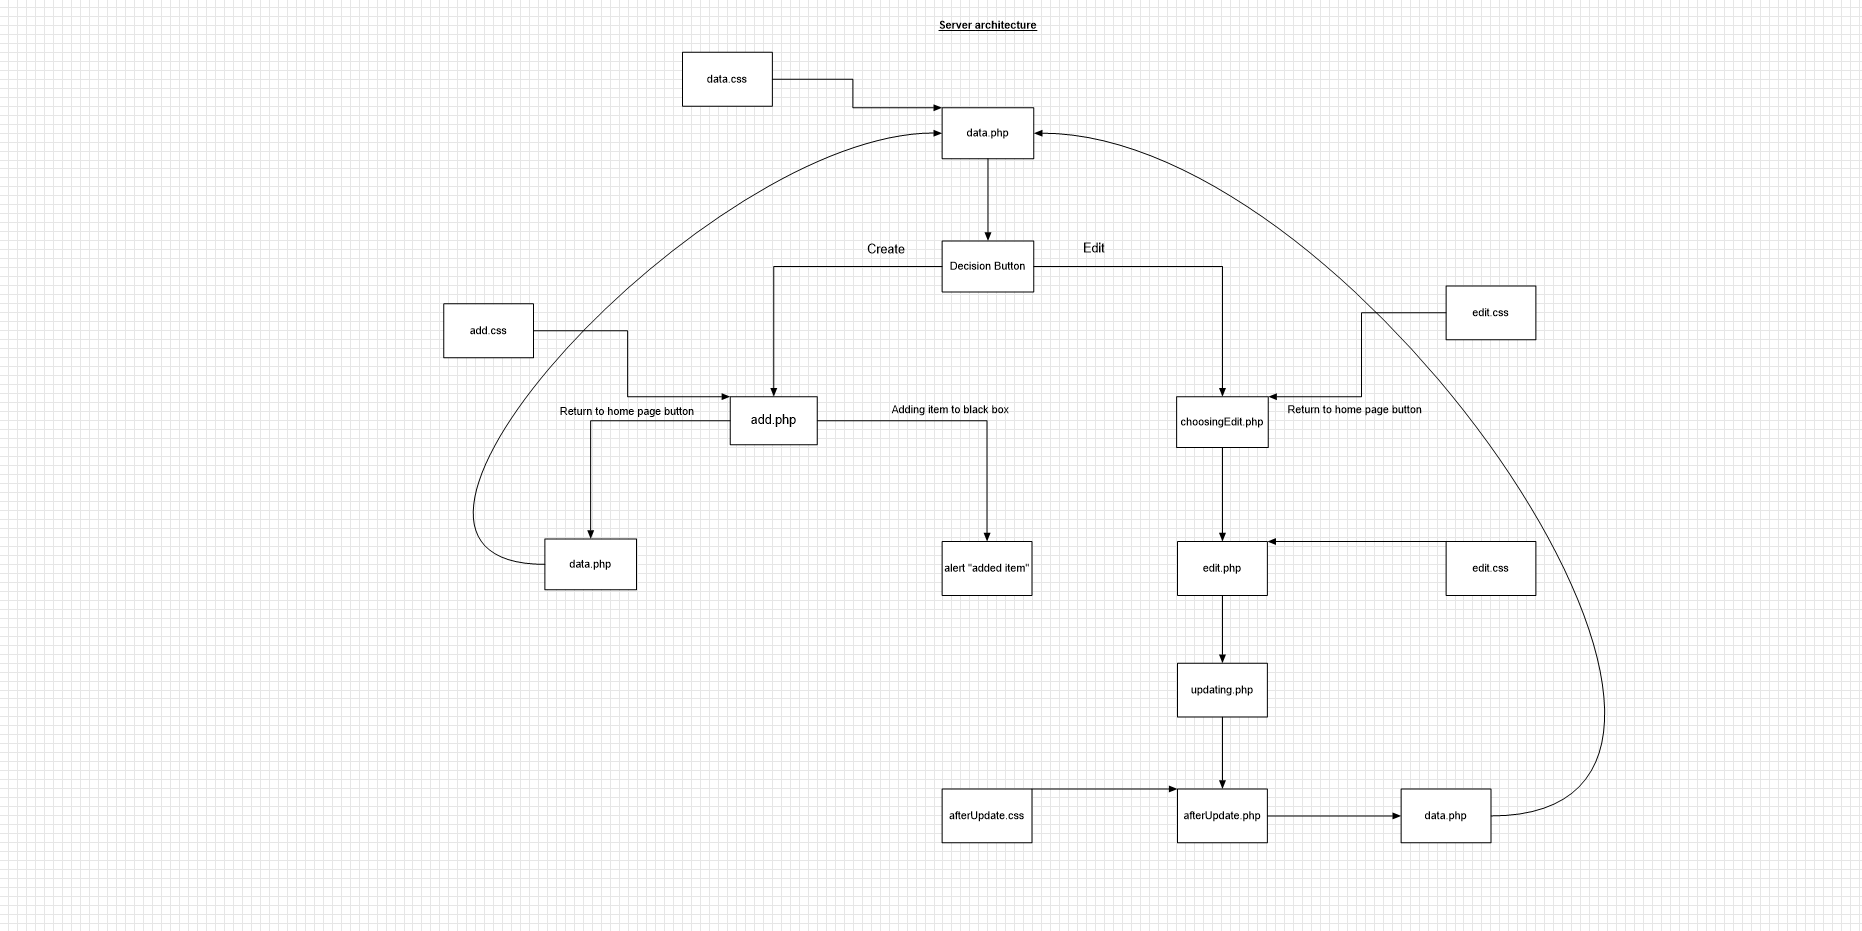 Server architecture
data.css
data.php
Create
Edit
Decision Button
add.css
edit.css
Return to home page button
add.php
Adding item to black box
choosingEdit.php
Return to home page button
data.php
alert "added item"
edit.php
edit.css
updating.php
afterUpdate.css
afterUpdate.php
data.php